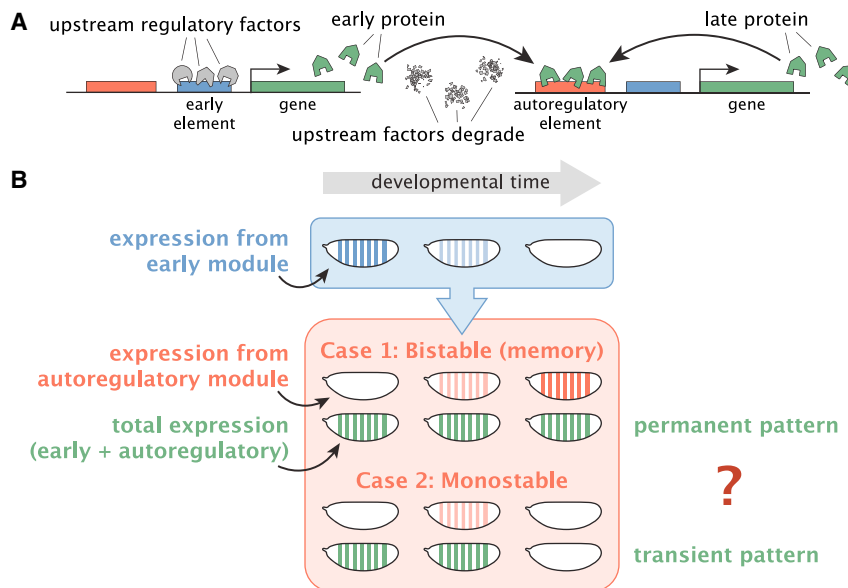 A
upstream regulatory factors
early protein
late protein
early
element
gene
upstream factors degrade
autoregulatory
element
gene
B
developmental time
expression from
early module
Case 1: Bistable (memory)
expression from
autoregulatory module
total expression
(early + autoregulatory)
permanent pattern
Case 2: Monostable
?
transient pattern